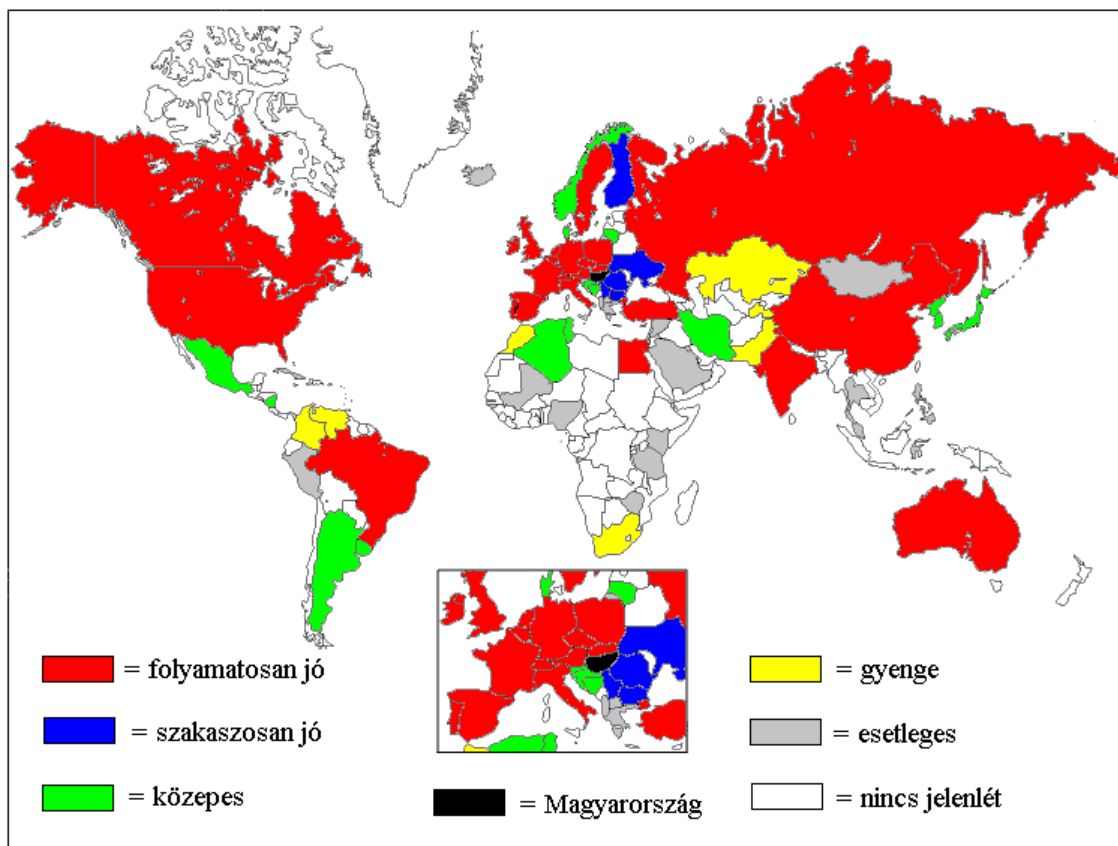 = folyamatosan jó
= gyenge
= szakaszosan jó
= esetleges
= közepes
= Magyarország
= nincs jelenlét